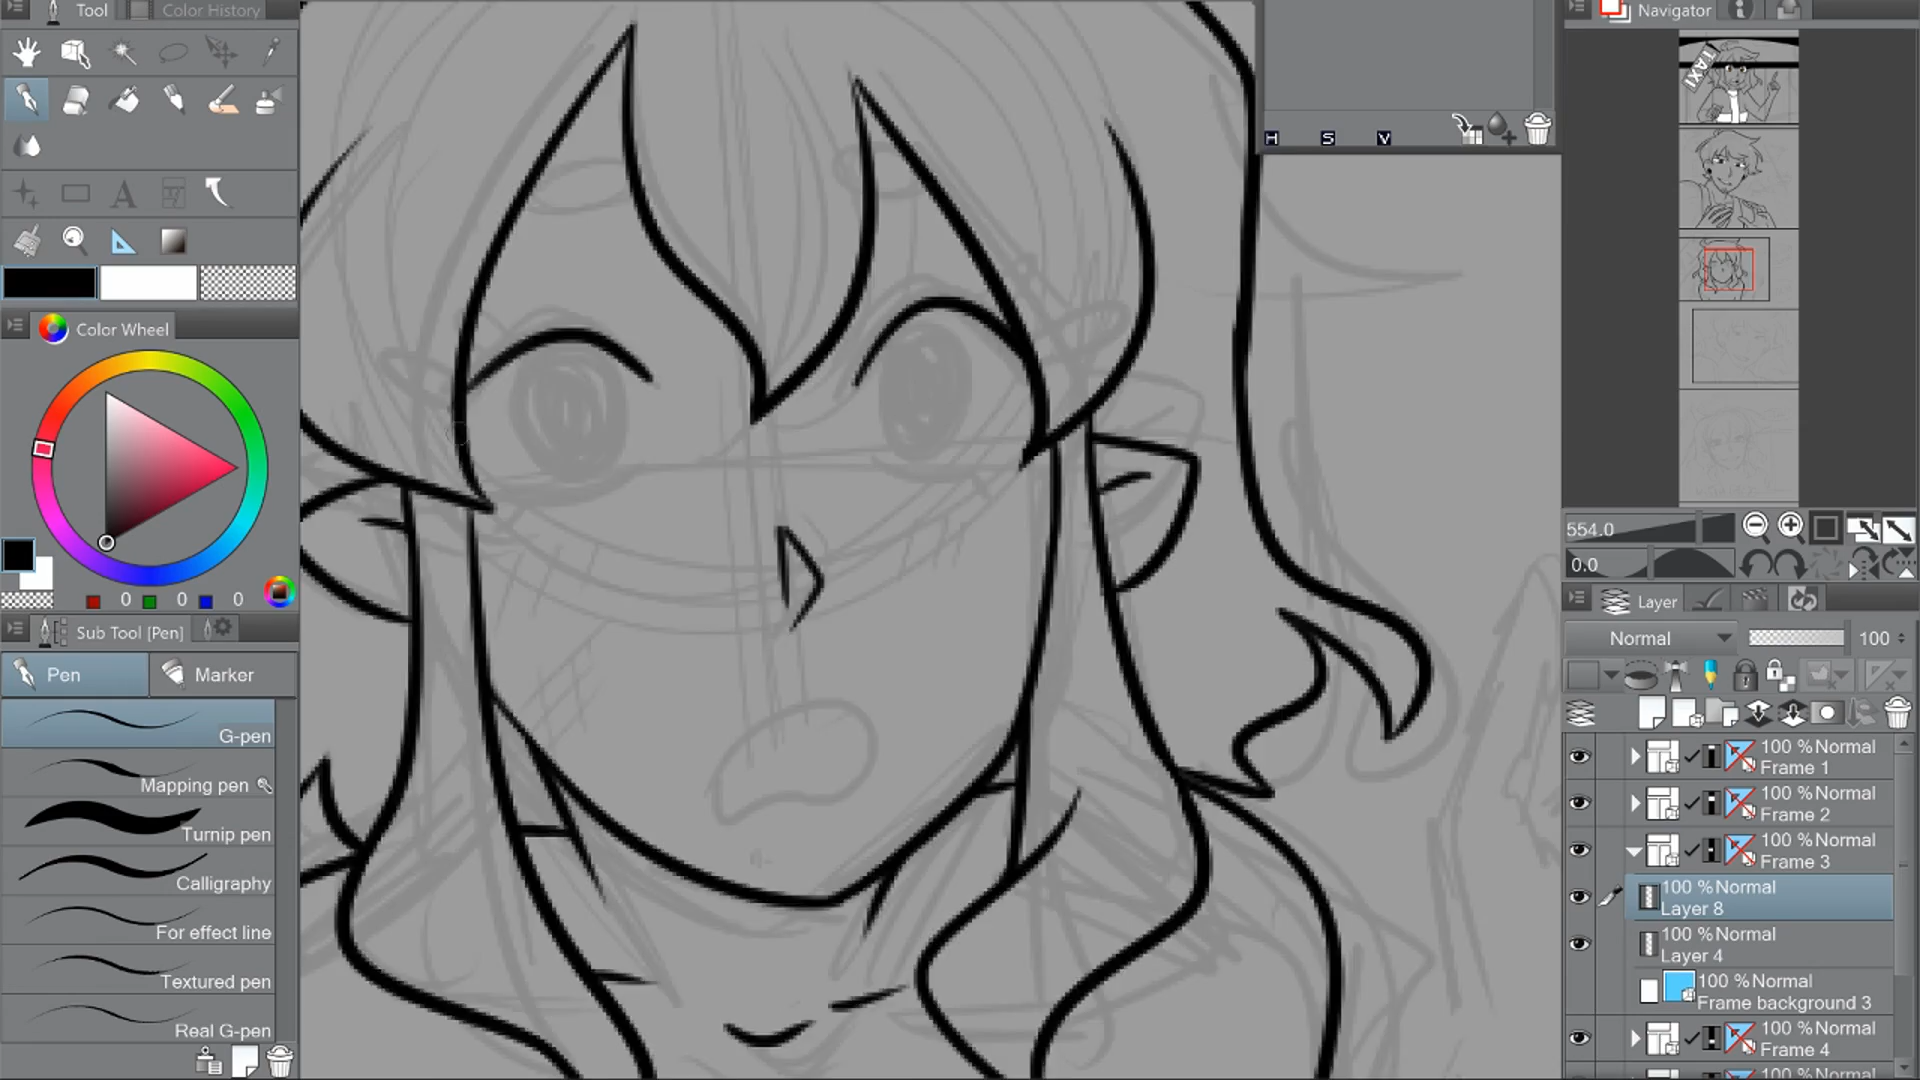 Tool
Color History
Navigator
TAXI
H
S
V
A
Color Wheel
0 0 0
Sub Tool [Pen]
Pen
Marker
G-pen
Mapping pen
Turnip pen
Calligraphy
For effect line
Textured pen
Real G-pen
554.0
0.0
Layer
Normal
100
100 %Normal
Frame 1
100 %Normal
Frame 2
100 %Normal
Frame 3
100 %Normal
Layer 8
100 %Normal
Layer 4
100 %Normal
Frame background 3
100 %Normal
Frame 4
100 %Normal